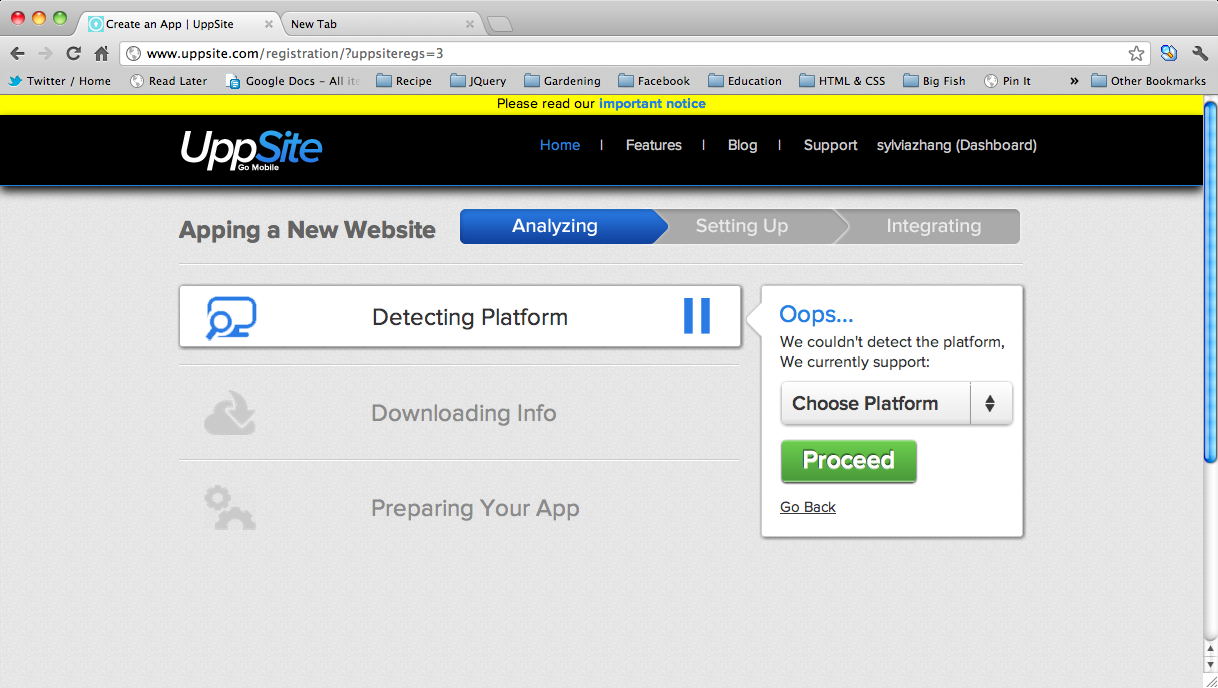 Create an App | UppSite
New Tab
www.uppsite.com/registration/?uppsiteregs=3
Twitter / Home Read Later Google Docs - All ite Recipe JQuery Gardening Facebook Education HTML & CSS Big Fish Pin It » Other Bookmarks
Please read our important notice
UppSite
Go Mobile
Home | Features | Blog | Support sylviazhang (Dashboard)
Apping a New Website
Analyzing Setting Up Integrating
Detecting Platform
Downloading Info
Preparing Your App
Oops...
We couldn't detect the platform,
We currently support:
Choose Platform
Proceed
Go Back